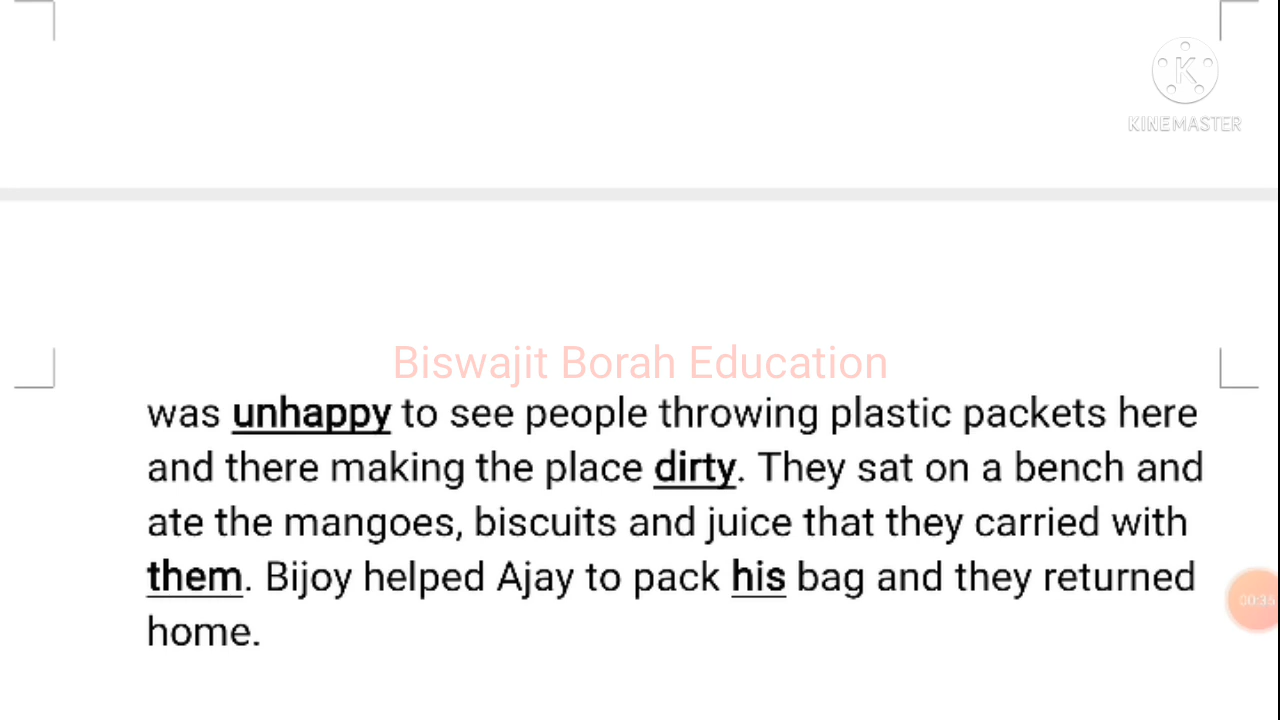 KINEMASTER
Biswajit Borah Education
was unhappy to see people throwing plastic packets here
and there making the place dirty. They sat on a bench and
ate the mangoes, biscuits and juice that they carried with
them. Bijoy helped Ajay to pack his bag and they returned
home.
00:35